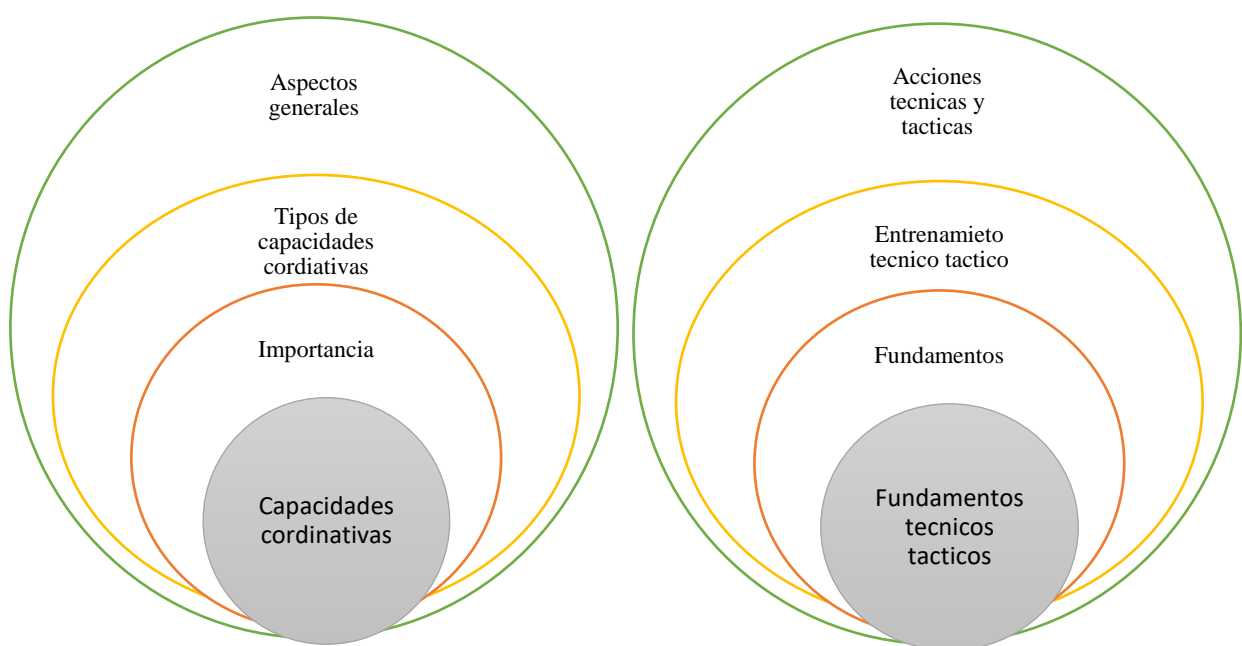 Aspectos
generales
Tipos de
capacidades
cordiativas
Importancia
Capacidades
cordinativas
Acciones
tecnicas y
tacticas
Entrenamieto
tecnico tactico
Fundamentos
Fundamentos
tecnicos
tacticos